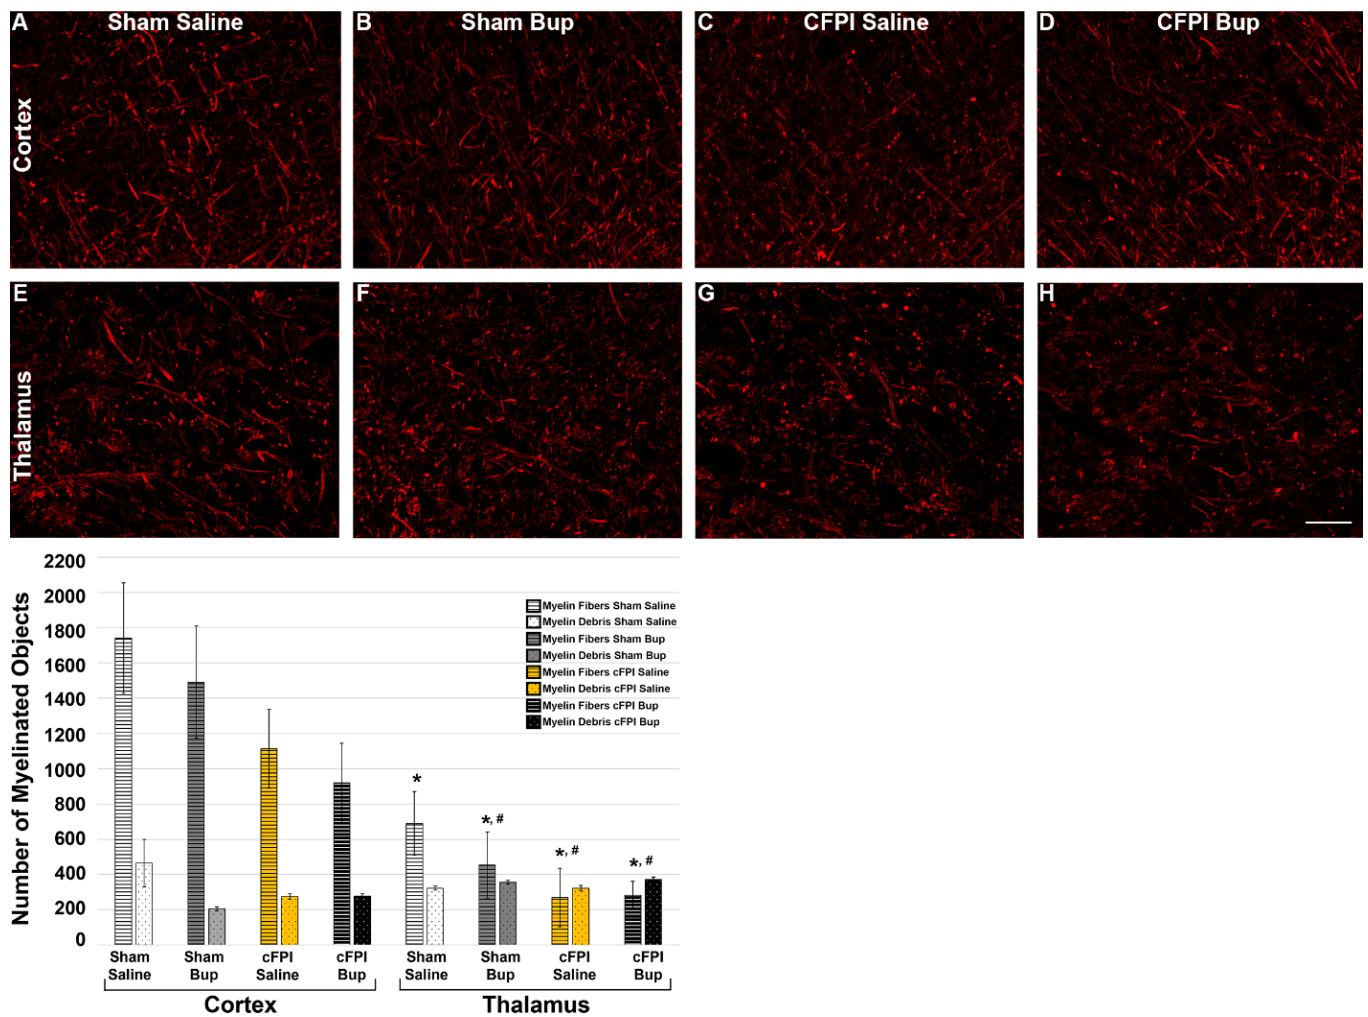 A Sham Saline
B Sham Bup
C CFPI Saline
D CFPI Bup
Cortex
E
F
G
H
Thalamus
Number of Myelinated Objects
2200
2000
1800
1600
1400
1200
1000
800
600
400
200
0
Myelin Fibers Sham Saline
Myelin Debris Sham Saline
Myelin Fibers Sham Bup
Myelin Debris Sham Bup
Myelin Fibers cFPI Saline
Myelin Debris cFPI Saline
Myelin Fibers cFPI Bup
Myelin Debris cFPI Bup
*
*, #
*, #
*, #
Sham
Saline
Sham
Bup
cFPI
Saline
cFPI
Bup
Sham
Saline
Sham
Bup
cFPI
Saline
cFPI
Bup
Cortex
Thalamus